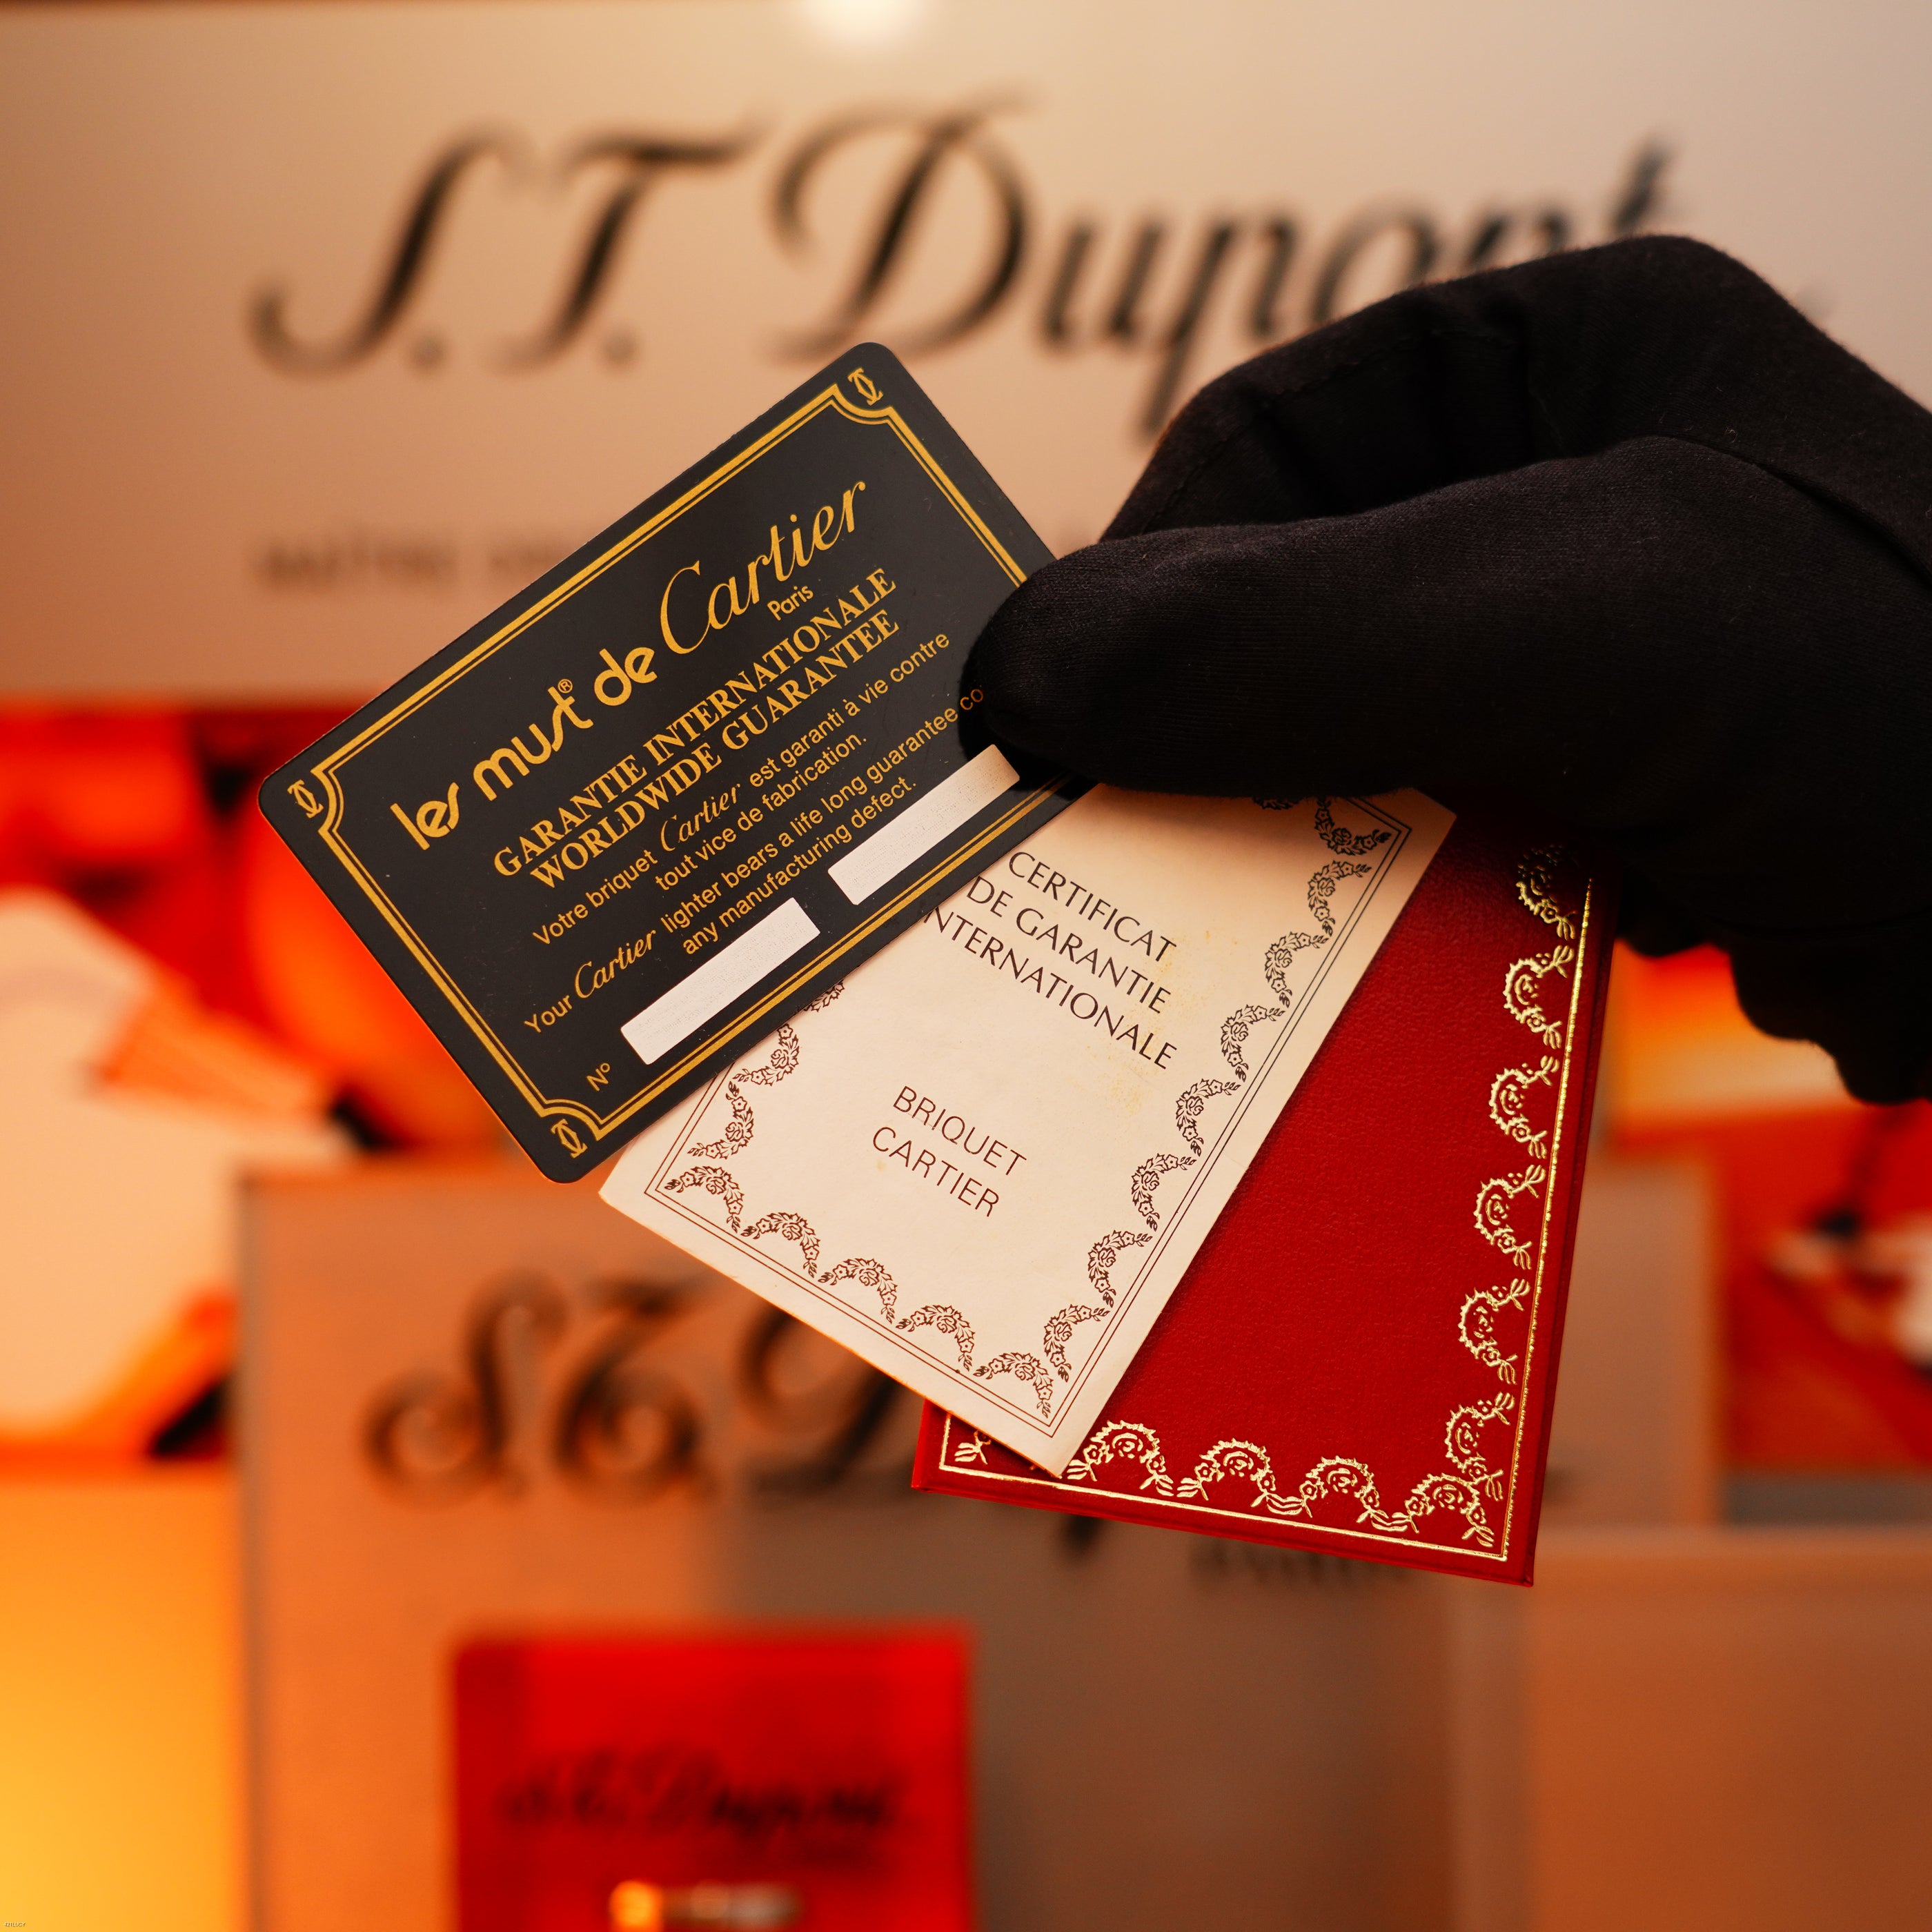 S.T. Dupont
les must® de Cartier
Paris
GARANTIE INTERNATIONALE
WORLDWIDE GUARANTEE
Votre briquet Cartier est garanti à vie contre
tout vice de fabrication.
Your Cartier lighter bears a life long guarantee co
any manufacturing defect.
Nº
CERTIFICAT
DE GARANTIE
INTERNATIONALE
BRIQUET
CARTIER
S.T. D
S.T. Dupont